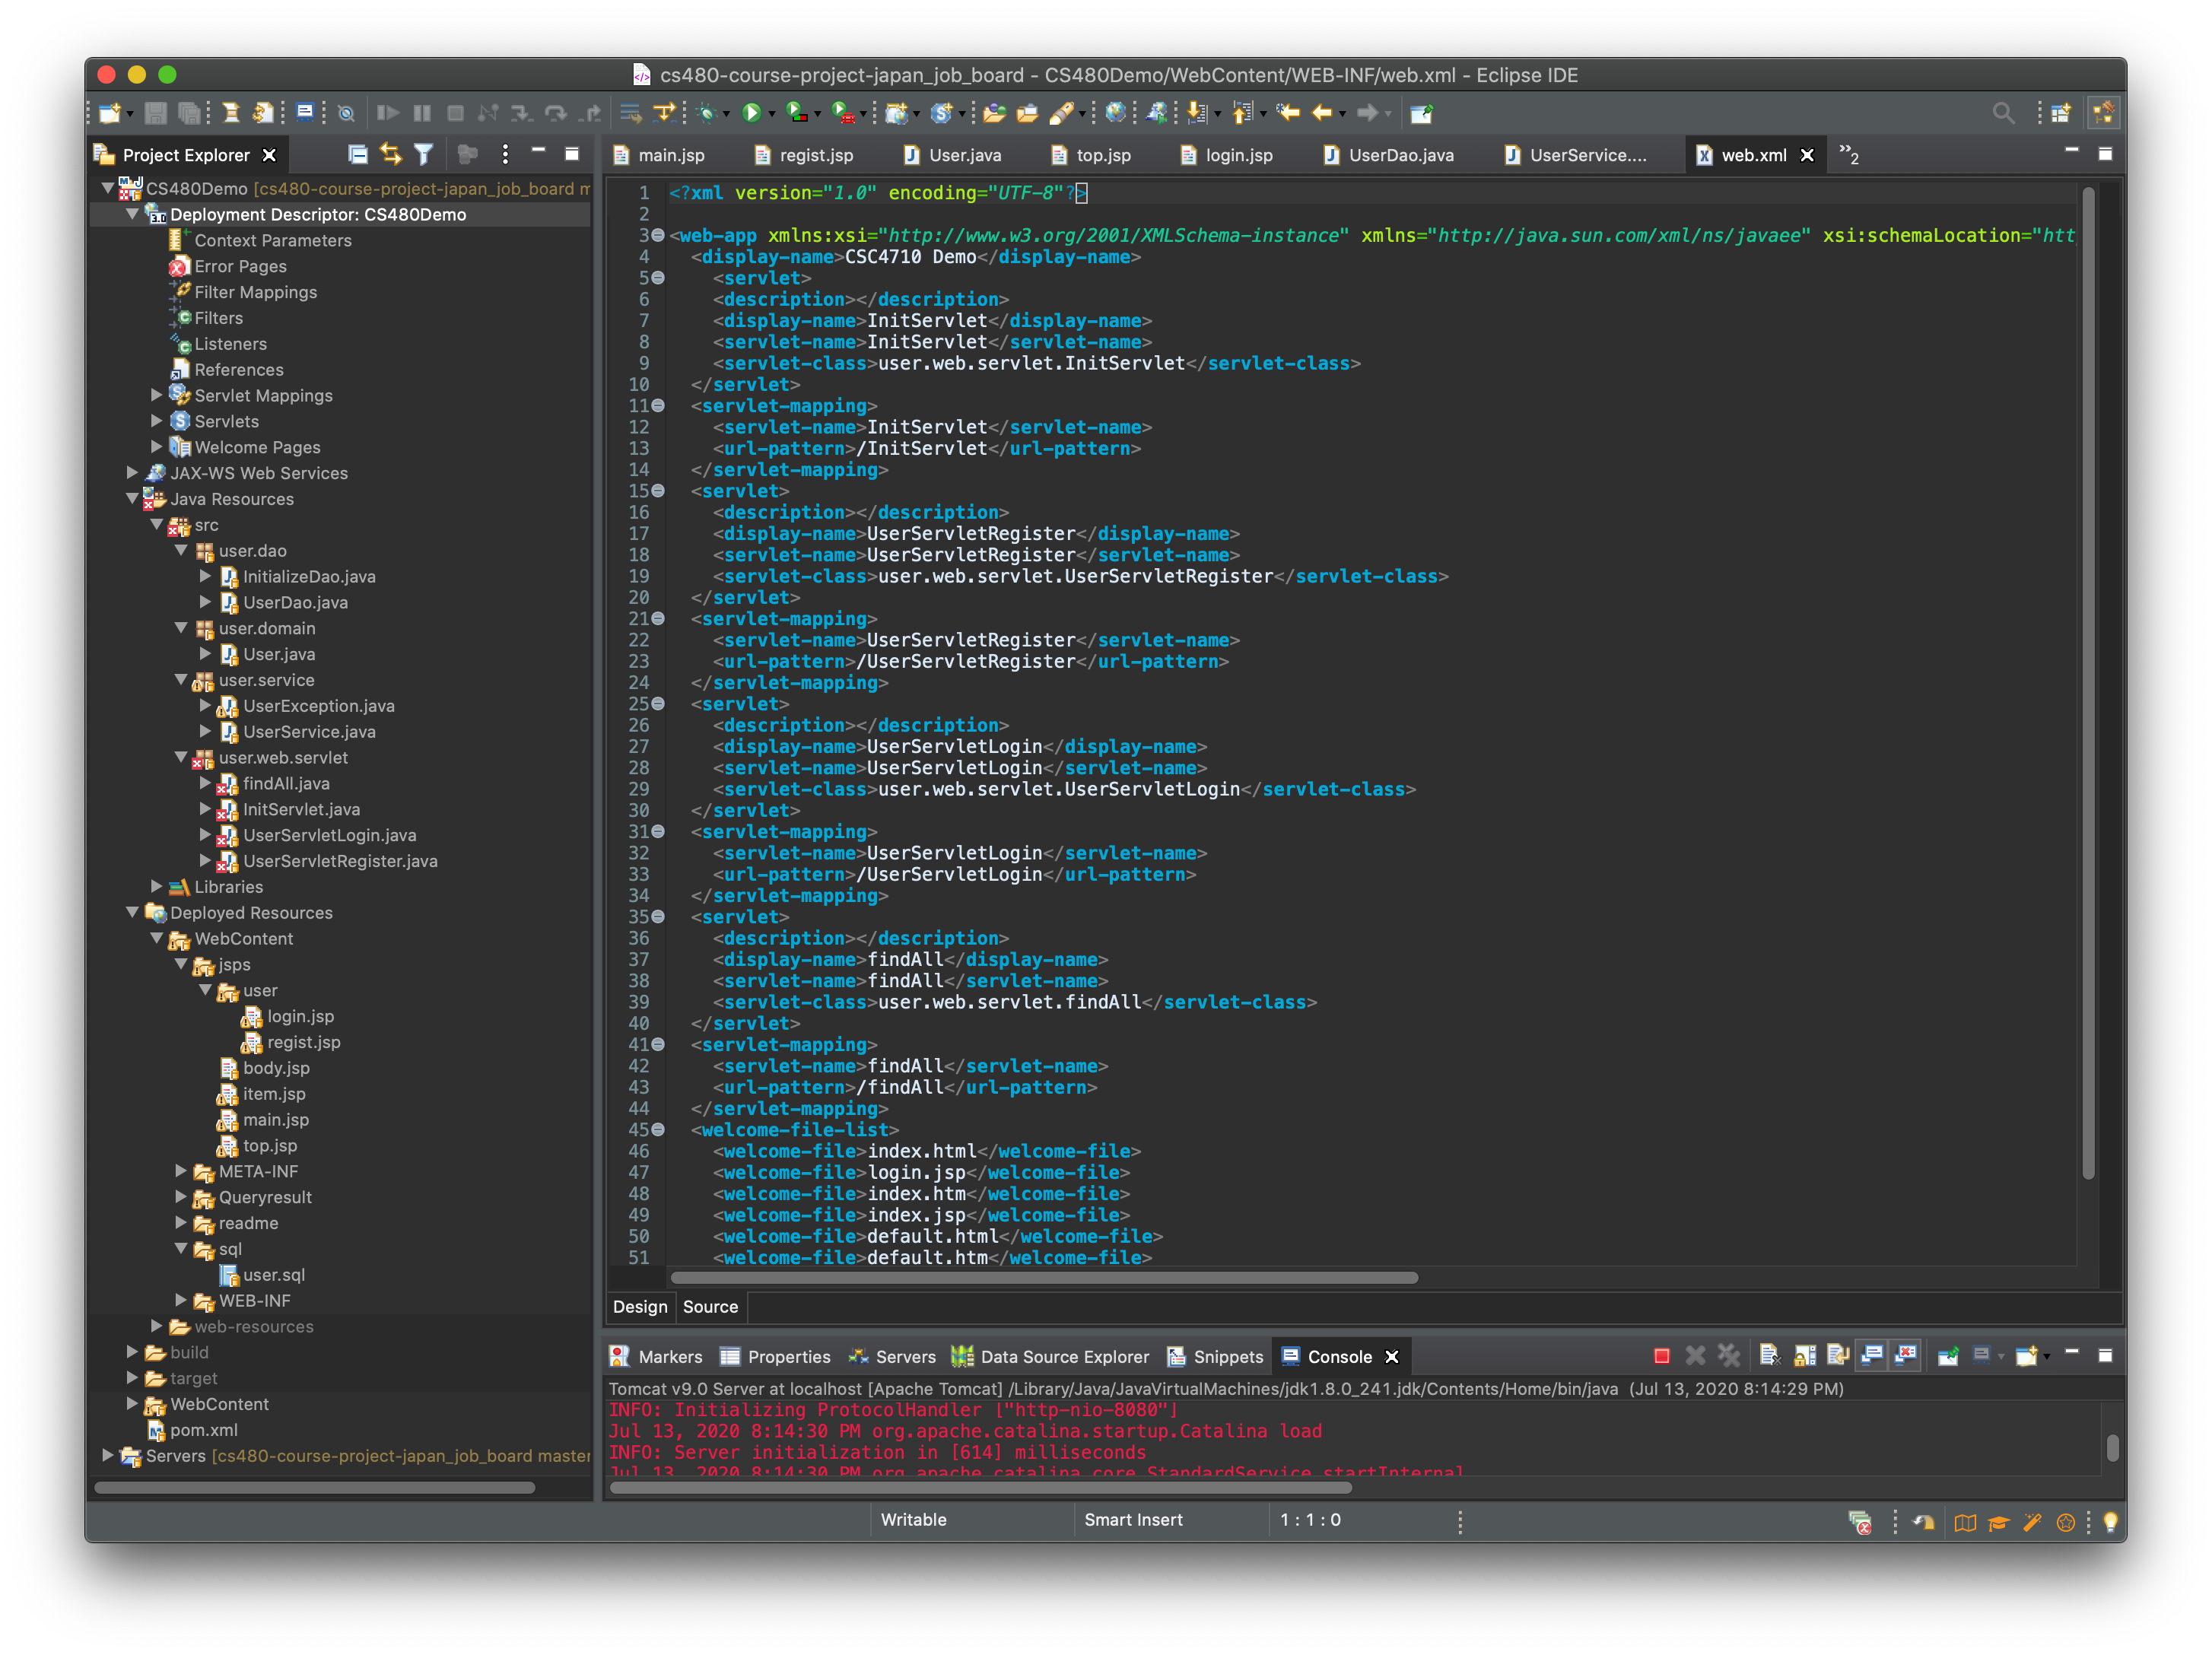 cs480-course-project-japan_job_board - CS480Demo/WebContent/WEB-INF/web.xml - Eclipse IDE
Project Explorer
CS480Demo [cs480-course-project-japan_job_board m
Deployment Descriptor: CS480Demo
Context Parameters
Error Pages
Filter Mappings
Filters
Listeners
References
Servlet Mappings
Servlets
Welcome Pages
JAX-WS Web Services
Java Resources
src
user.dao
InitializeDao.java
UserDao.java
user.domain
User.java
user.service
UserException.java
UserService.java
user.web.servlet
findAll.java
InitServlet.java
UserServletLogin.java
UserServletRegister.java
Libraries
Deployed Resources
WebContent
jsps
user
login.jsp
regist.jsp
body.jsp
item.jsp
main.jsp
top.jsp
META-INF
Queryresult
readme
sql
user.sql
WEB-INF
web-resources
build
target
WebContent
pom.xml
Servers [cs480-course-project-japan_job_board master
main.jsp regist.jsp User.java top.jsp login.jsp UserDao.java UserService.... web.xml »2
1 <?xml version="1.0" encoding="UTF-8"?>
2
3 <web-app xmlns:xsi="http://www.w3.org/2001/XMLSchema-instance" xmlns="http://java.sun.com/xml/ns/javaee" xsi:schemaLocation="htt
4 <display-name>CSC4710 Demo</display-name>
5 <servlet>
6 <description></description>
7 <display-name>InitServlet</display-name>
8 <servlet-name>InitServlet</servlet-name>
9 <servlet-class>user.web.servlet.InitServlet</servlet-class>
10 </servlet>
11 <servlet-mapping>
12 <servlet-name>InitServlet</servlet-name>
13 <url-pattern>/InitServlet</url-pattern>
14 </servlet-mapping>
15 <servlet>
16 <description></description>
17 <display-name>UserServletRegister</display-name>
18 <servlet-name>UserServletRegister</servlet-name>
19 <servlet-class>user.web.servlet.UserServletRegister</servlet-class>
20 </servlet>
21 <servlet-mapping>
22 <servlet-name>UserServletRegister</servlet-name>
23 <url-pattern>/UserServletRegister</url-pattern>
24 </servlet-mapping>
25 <servlet>
26 <description></description>
27 <display-name>UserServletLogin</display-name>
28 <servlet-name>UserServletLogin</servlet-name>
29 <servlet-class>user.web.servlet.UserServletLogin</servlet-class>
30 </servlet>
31 <servlet-mapping>
32 <servlet-name>UserServletLogin</servlet-name>
33 <url-pattern>/UserServletLogin</url-pattern>
34 </servlet-mapping>
35 <servlet>
36 <description></description>
37 <display-name>findAll</display-name>
38 <servlet-name>findAll</servlet-name>
39 <servlet-class>user.web.servlet.findAll</servlet-class>
40 </servlet>
41 <servlet-mapping>
42 <servlet-name>findAll</servlet-name>
43 <url-pattern>/findAll</url-pattern>
44 </servlet-mapping>
45 <welcome-file-list>
46 <welcome-file>index.html</welcome-file>
47 <welcome-file>login.jsp</welcome-file>
48 <welcome-file>index.htm</welcome-file>
49 <welcome-file>index.jsp</welcome-file>
50 <welcome-file>default.html</welcome-file>
51 <welcome-file>default.htm</welcome-file>
Design Source
Markers Properties Servers Data Source Explorer Snippets Console
Tomcat v9.0 Server at localhost [Apache Tomcat] /Library/Java/JavaVirtualMachines/jdk1.8.0_241.jdk/Contents/Home/bin/java (Jul 13, 2020 8:14:29 PM)
INFO: Initializing ProtocolHandler ["http-nio-8080"]
Jul 13, 2020 8:14:30 PM org.apache.catalina.startup.Catalina load
INFO: Server initialization in [614] milliseconds
Jul 13, 2020 8:14:30 PM org.apache.catalina.core.StandardService startInternal
Writable Smart Insert 1 : 1 : 0